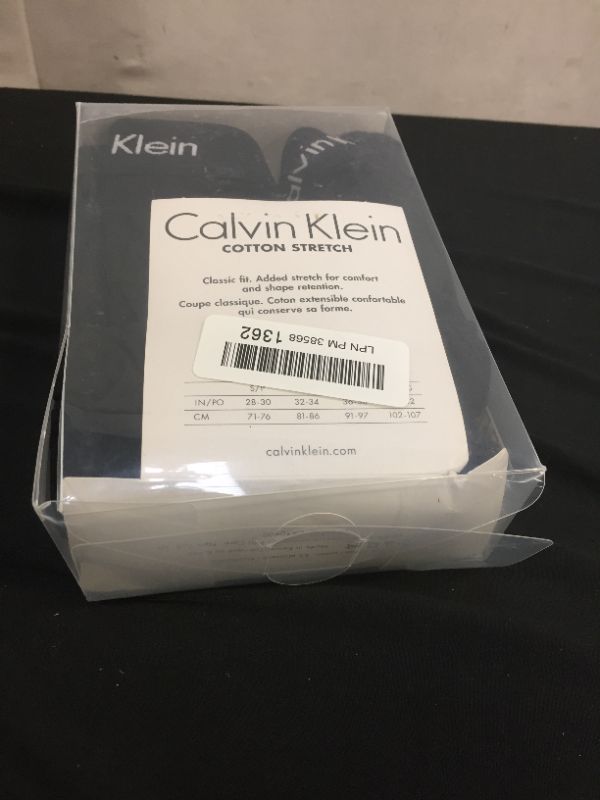 Klein
Calvin
Calvin Klein
COTTON STRETCH
Classic fit. Added stretch for comfort
and shape retention.
Coupe classique. Coton extensible confortable
qui conserve sa forme.
LPN PM 38568 1362
IN/PO 28-30 32-34
CM 71-76 81-86 91-97 102-107
calvinklein.com